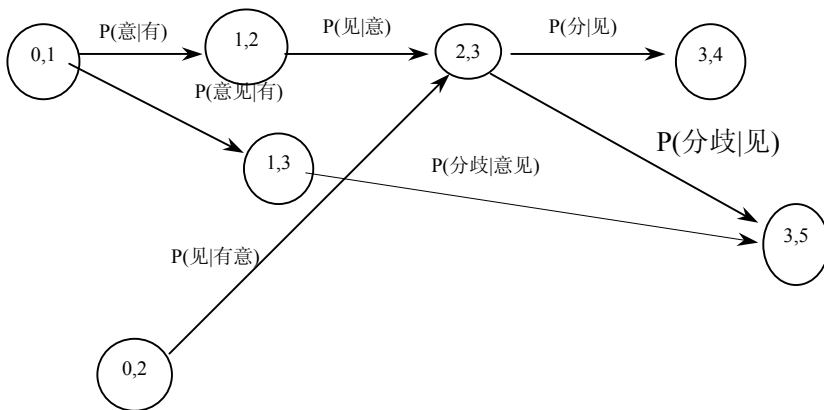 P(意|有)
P(见|意)
P(分|见)
0,1
1,2
2,3
3,4
P(意见|有)
P(分歧|见)
1,3
P(分歧|意见)
3,5
P(见|有意)
0,2